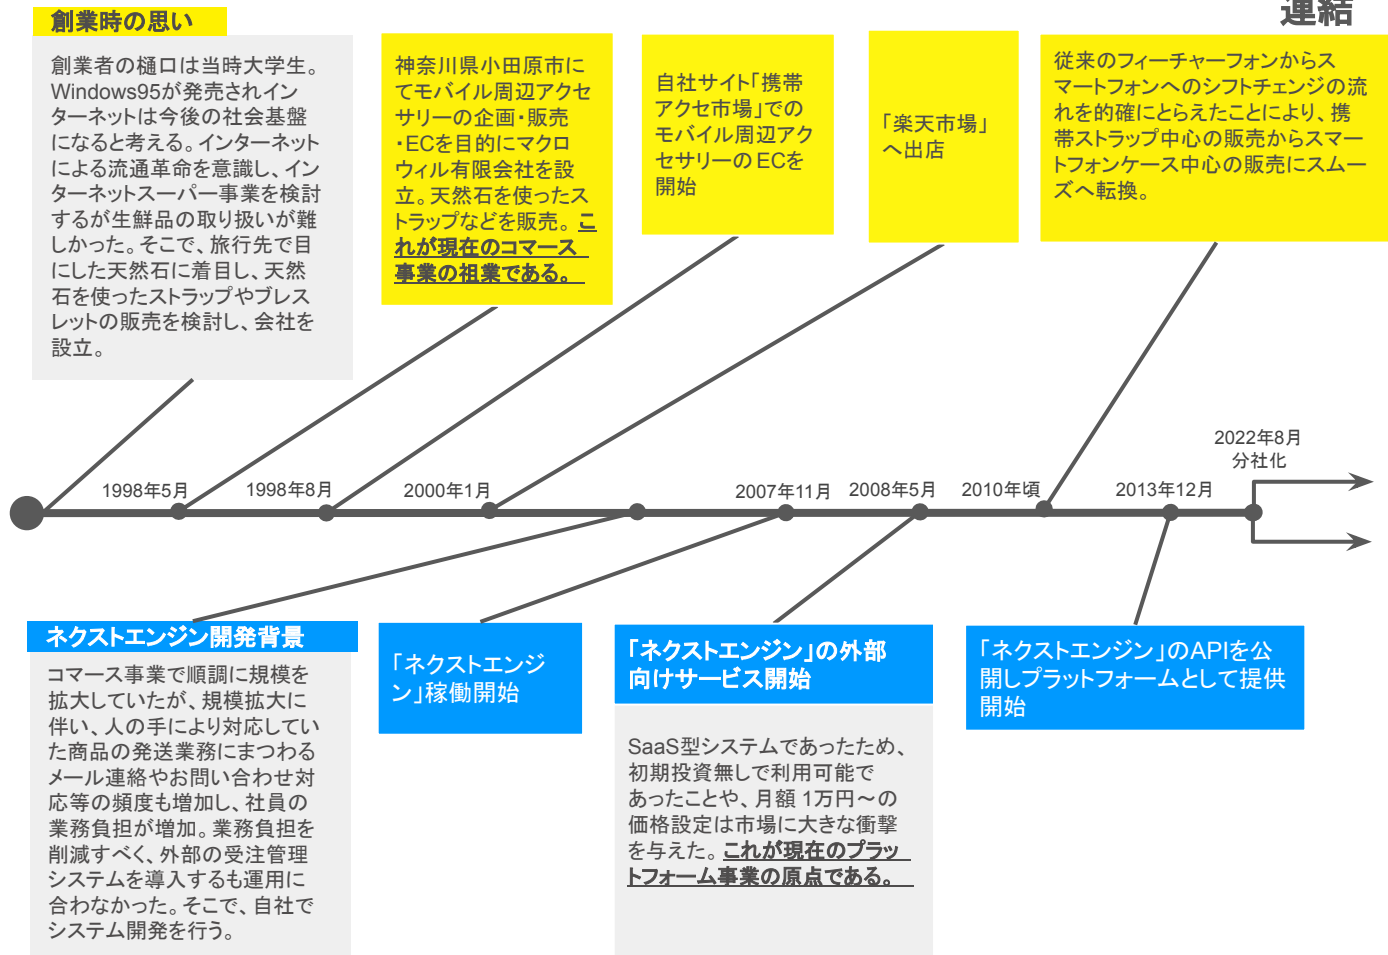 連結
創業時の思い
創業者の樋口は当時大学生。
Windows95が発売されイン
ターネットは今後の社会基盤
になると考える。インターネット
による流通革命を意識し、イン
ターネットスーパー事業を検討
するが生鮮品の取り扱いが難
しかった。そこで、旅行先で目
にした天然石に着目し、天然
石を使ったストラップやブレス
レットの販売を検討し、会社を
設立。
神奈川県小田原市に
てモバイル周辺アクセ
サリーの企画・販売
・ECを目的にマクロ
ウィル有限会社を設
立。天然石を使ったス
トラップなどを販売。こ
れが現在のコマース
事業の祖業である。
自社サイト「携帯
アクセ市場」での
モバイル周辺アク
セサリーのECを
開始
「楽天市場」
へ出店
従来のフィーチャーフォンからス
マートフォンへのシフトチェンジの流
れを的確にとらえたことにより、携
帯ストラップ中心の販売からスマー
トフォンケース中心の販売にスムー
ズへ転換。
1998年5月
1998年8月
2000年1月
2007年11月
2008年5月
2010年頃
2013年12月
2022年8月
分社化
ネクストエンジン開発背景
コマース事業で順調に規模を
拡大していたが、規模拡大に
伴い、人の手により対応してい
た商品の発送業務にまつわる
メール連絡やお問い合わせ対
応等の頻度も増加し、社員の
業務負担が増加。業務負担を
削減すべく、外部の受注管理
システムを導入するも運用に
合わなかった。そこで、自社で
システム開発を行う。
「ネクストエンジ
ン」稼働開始
「ネクストエンジン」の外部
向けサービス開始
SaaS型システムであったため、
初期投資無しで利用可能で
あったことや、月額 1万円～の
価格設定は市場に大きな衝撃
を与えた。これが現在のプラッ
トフォーム事業の原点である。
「ネクストエンジン」のAPIを公
開しプラットフォームとして提供
開始